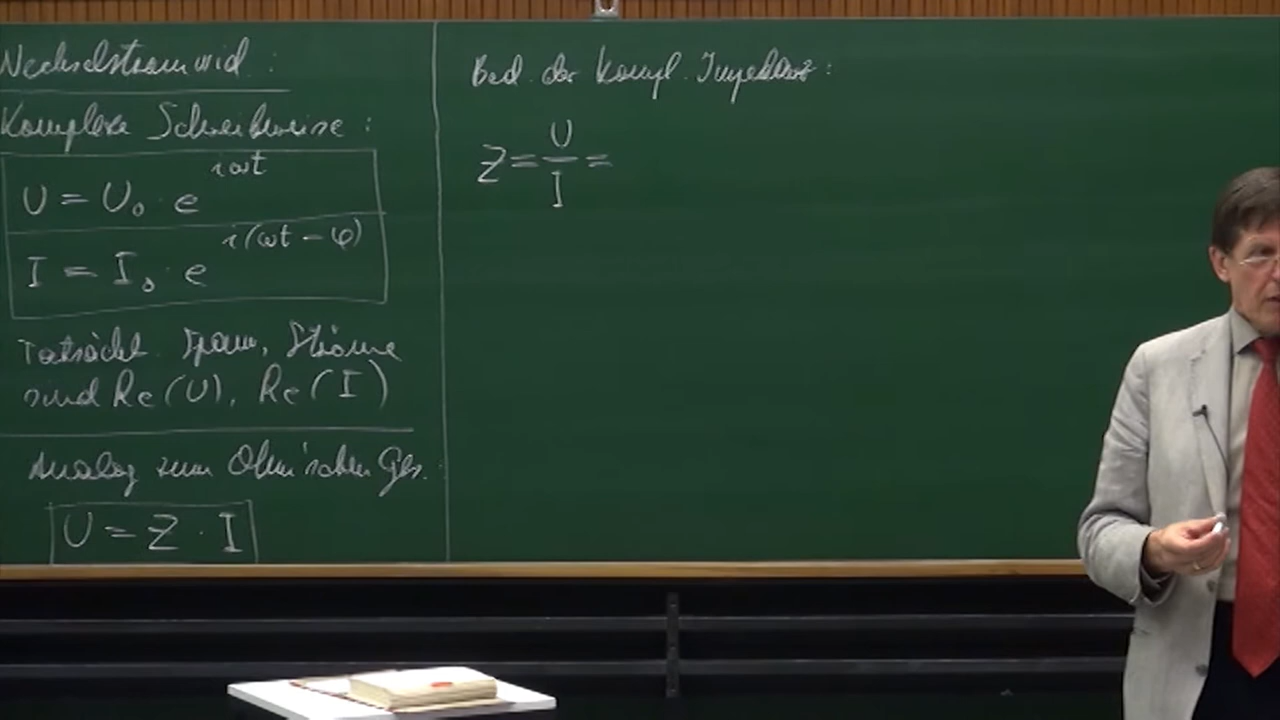 Wechselstromwid.:
Komplexe Schreibweise:
U = U₀ · e^{iωt}
I = I₀ · e^{i(ωt - φ)}
Tatsächl. Spann, Ströme
sind Re(U), Re(I)
Analog zum Ohm'schen Ges.:
U = Z · I
Bed. der kompl. Impedanz:
Z = U/I =